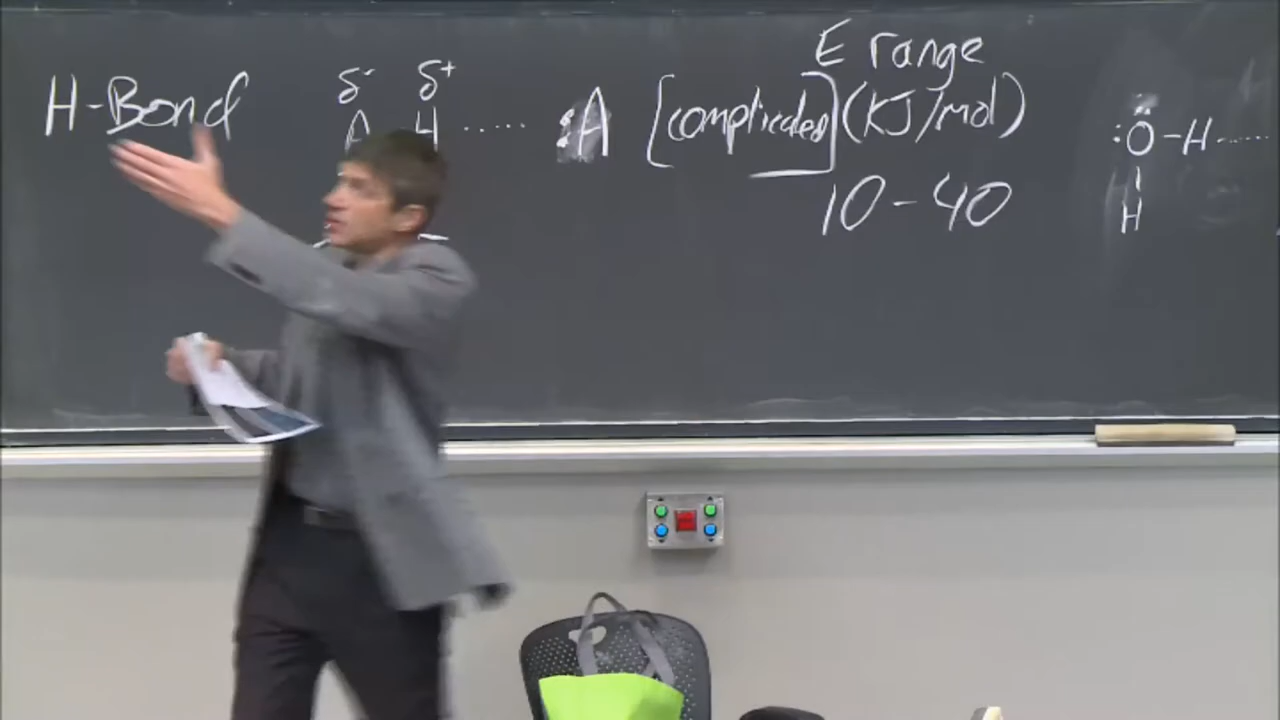 E range
δ- δ+
H-Bond A H ...... :A [complicated] (KJ/mol) :Ö-H......
10-40 H